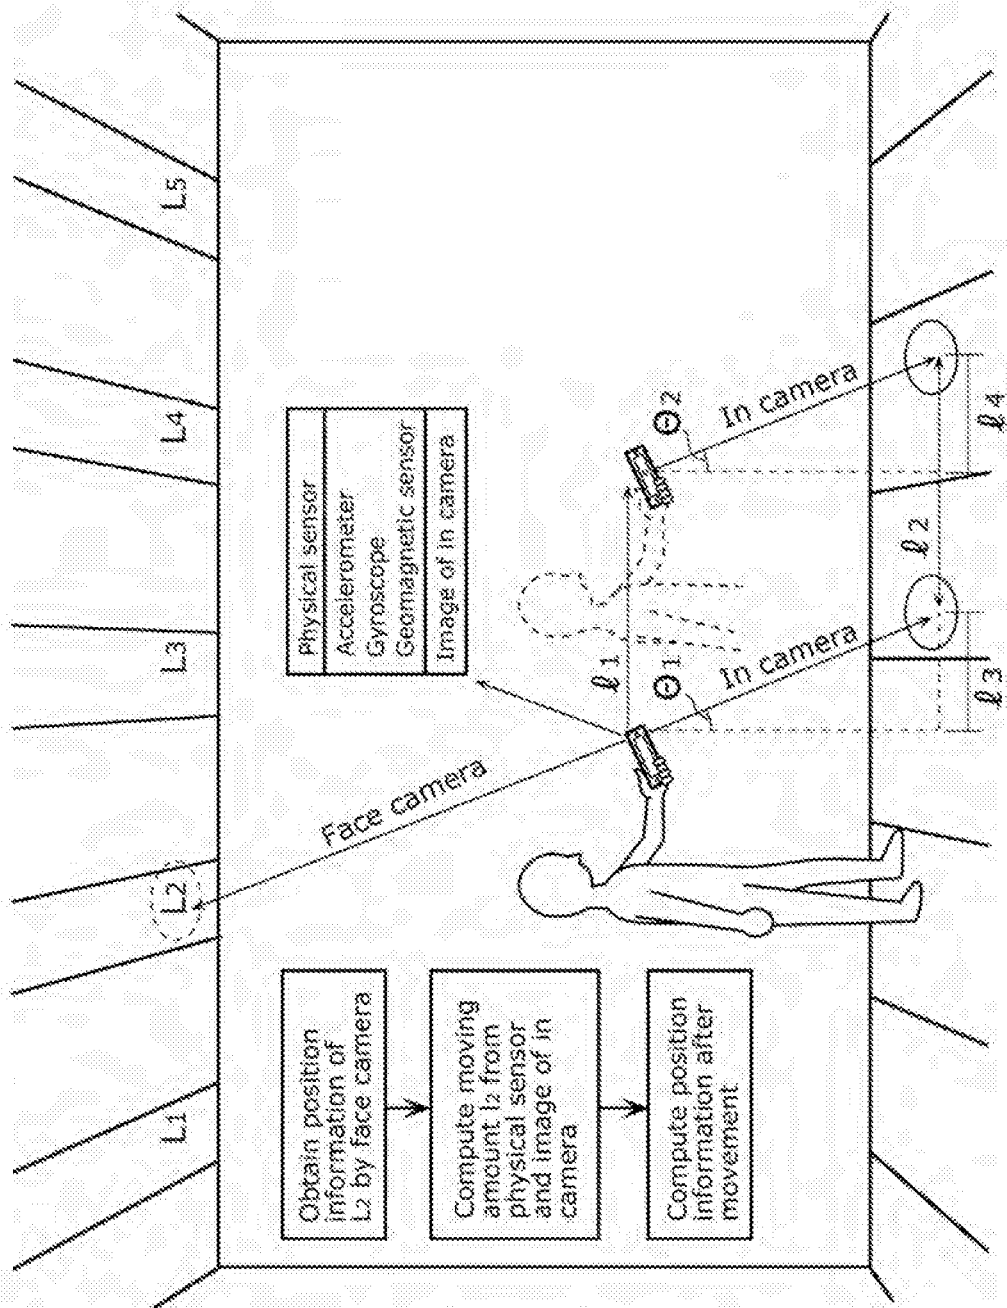 L1
L2
L3
L4
L5
Obtain position
information of
L2 by face camera
Compute moving
amount l2 from
physical sensor
and image of in
camera
Compute position
information after
movement
Face camera
Physical sensor
Accelerometer
Gyroscope
Geomagnetic sensor
Image of in camera
ℓ1
Θ1
In camera
Θ2
In camera
ℓ2
ℓ3
ℓ4